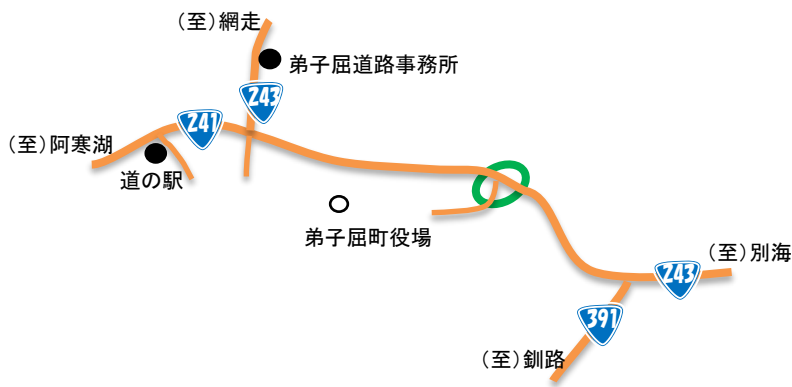 (至)網走
弟子屈道路事務所
243
241
(至)阿寒湖
道の駅
弟子屈町役場
(至)別海
243
391
(至)釧路